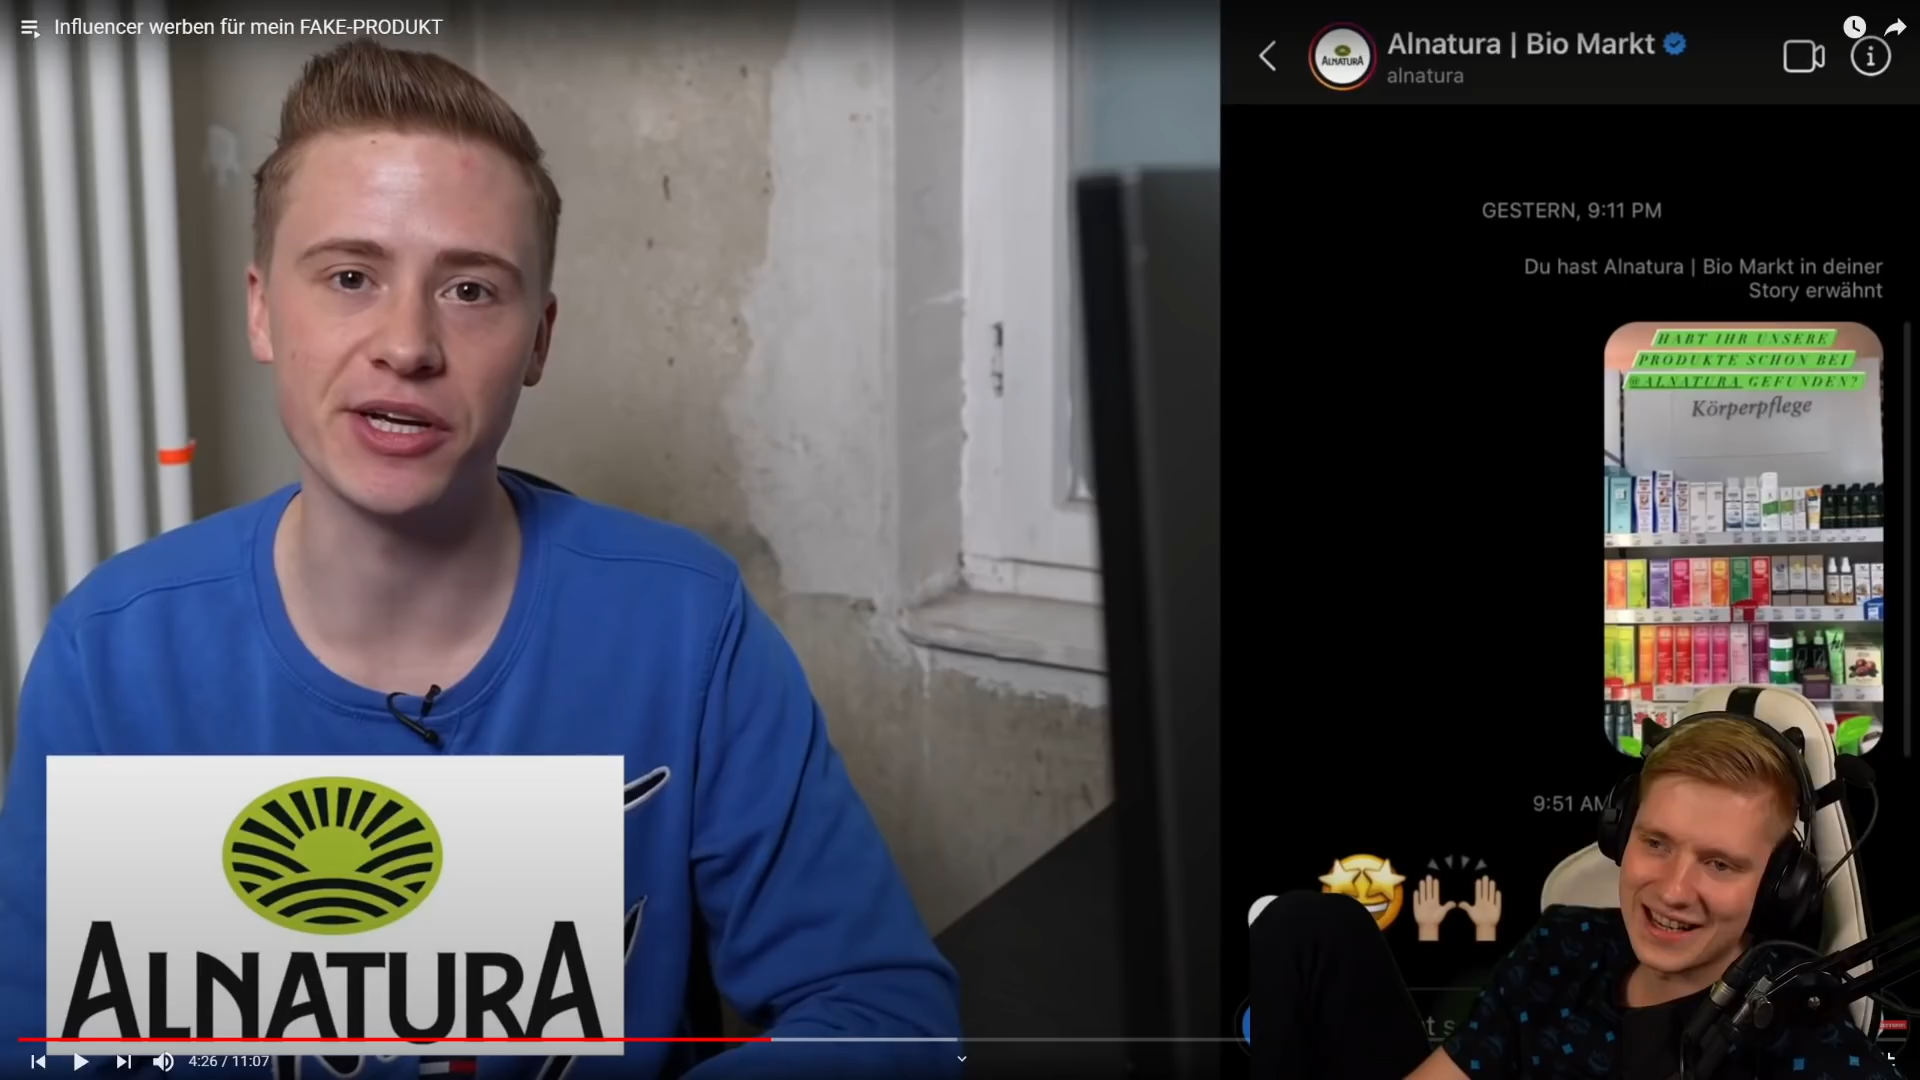 Influencer werben für mein FAKE-PRODUKT
Alnatura | Bio Markt
alnatura
ALNATURA
GESTERN, 9:11 PM
Du hast Alnatura | Bio Markt in deiner
Story erwähnt
HABT IHR UNSERE
PRODUKTE SCHON BEI
@ALNATURA GEFUNDEN?
Körperpflege
9:51 AM
ALNATURA
4:26 / 11:07